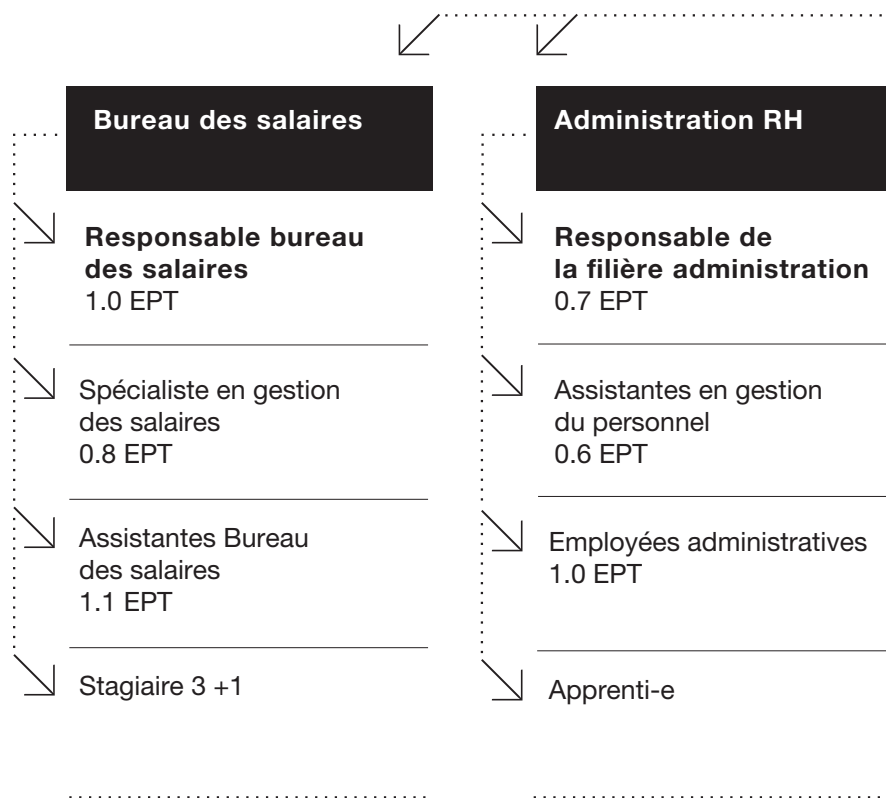 Bureau des salaires
Responsable bureau
des salaires
1.0 EPT
Spécialiste en gestion
des salaires
0.8 EPT
Assistantes Bureau
des salaires
1.1 EPT
Stagiaire 3 +1
Administration RH
Responsable de
la filière administration
0.7 EPT
Assistantes en gestion
du personnel
0.6 EPT
Employées administratives
1.0 EPT
Apprenti-e